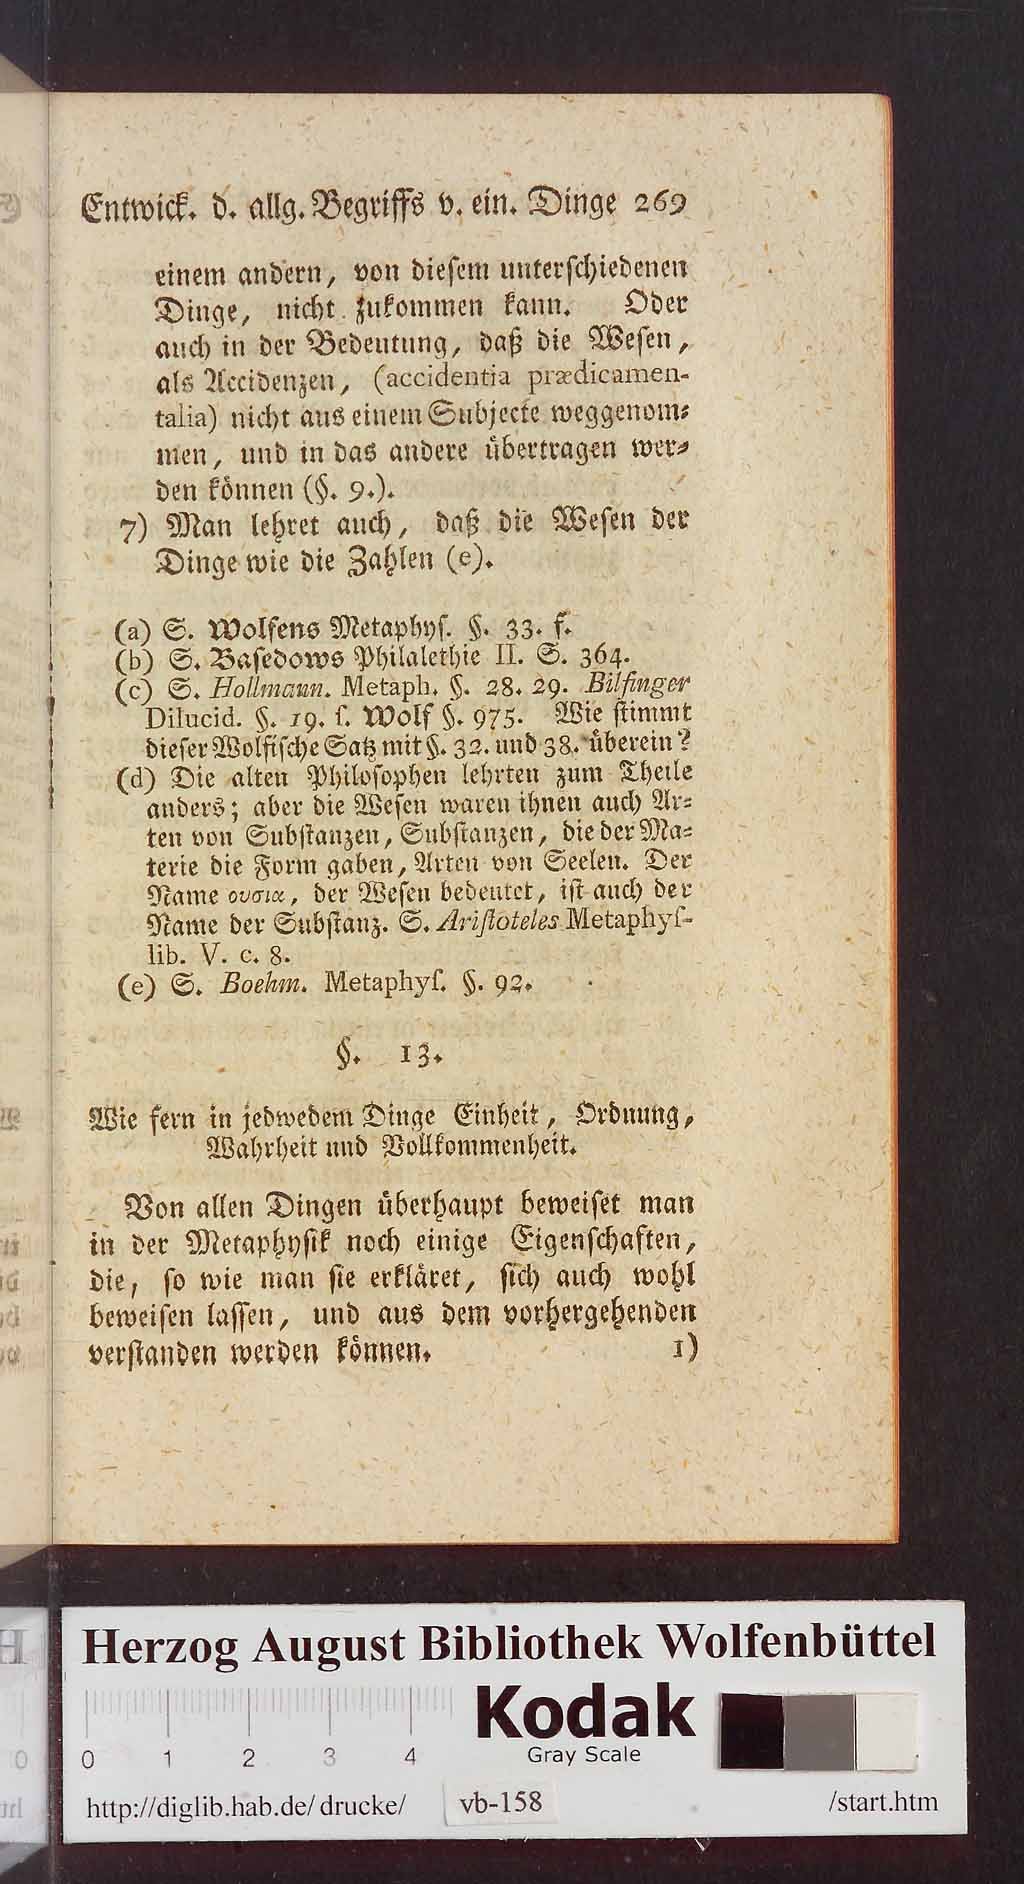 Entwick. d. allg. Begriffs v. ein. Dinge 269
einem andern, von diesem unterschiedenen
Dinge, nicht zukommen kann. Oder
auch in der Bedeutung, daß die Wesen,
als Accidenzen, (accidentia prædicamen-
talia) nicht aus einem Subjecte weggenom-
men, und in das andere übertragen wer-
den können (§. 9.).
7) Man lehret auch, daß die Wesen der
Dinge wie die Zahlen (e).
(a) S. Wolfens Metaphys. §. 33. f.
(b) S. Basedows Philalethie II. S. 364.
(c) S. Hollmann. Metaph. §. 28. 29. Bilfinger
Dilucid. §. 19. s. Wolf §. 975. Wie stimmt
dieser Wolfische Satz mit §. 32. und 38. überein?
(d) Die alten Philosophen lehrten zum Theile
anders; aber die Wesen waren ihnen auch Ar-
ten von Substanzen, Substanzen, die der Ma-
terie die Form gaben, Arten von Seelen. Der
Name ουσια, der Wesen bedeutet, ist auch der
Name der Substanz. S. Aristoteles Metaphys-
lib. V. c. 8.
(e) S. Boehm. Metaphys. §. 92.
§. 13.
Wie fern in jedwedem Dinge Einheit, Ordnung,
Wahrheit und Vollkommenheit.
Von allen Dingen überhaupt beweiset man
in der Metaphysik noch einige Eigenschaften,
die, so wie man sie erkläret, sich auch wohl
beweisen lassen, und aus dem vorhergehenden
verstanden werden können. 1)
Herzog August Bibliothek Wolfenbüttel
Kodak
Gray Scale
0 1 2 3 4
http://diglib.hab.de/drucke/ vb-158 /start.htm